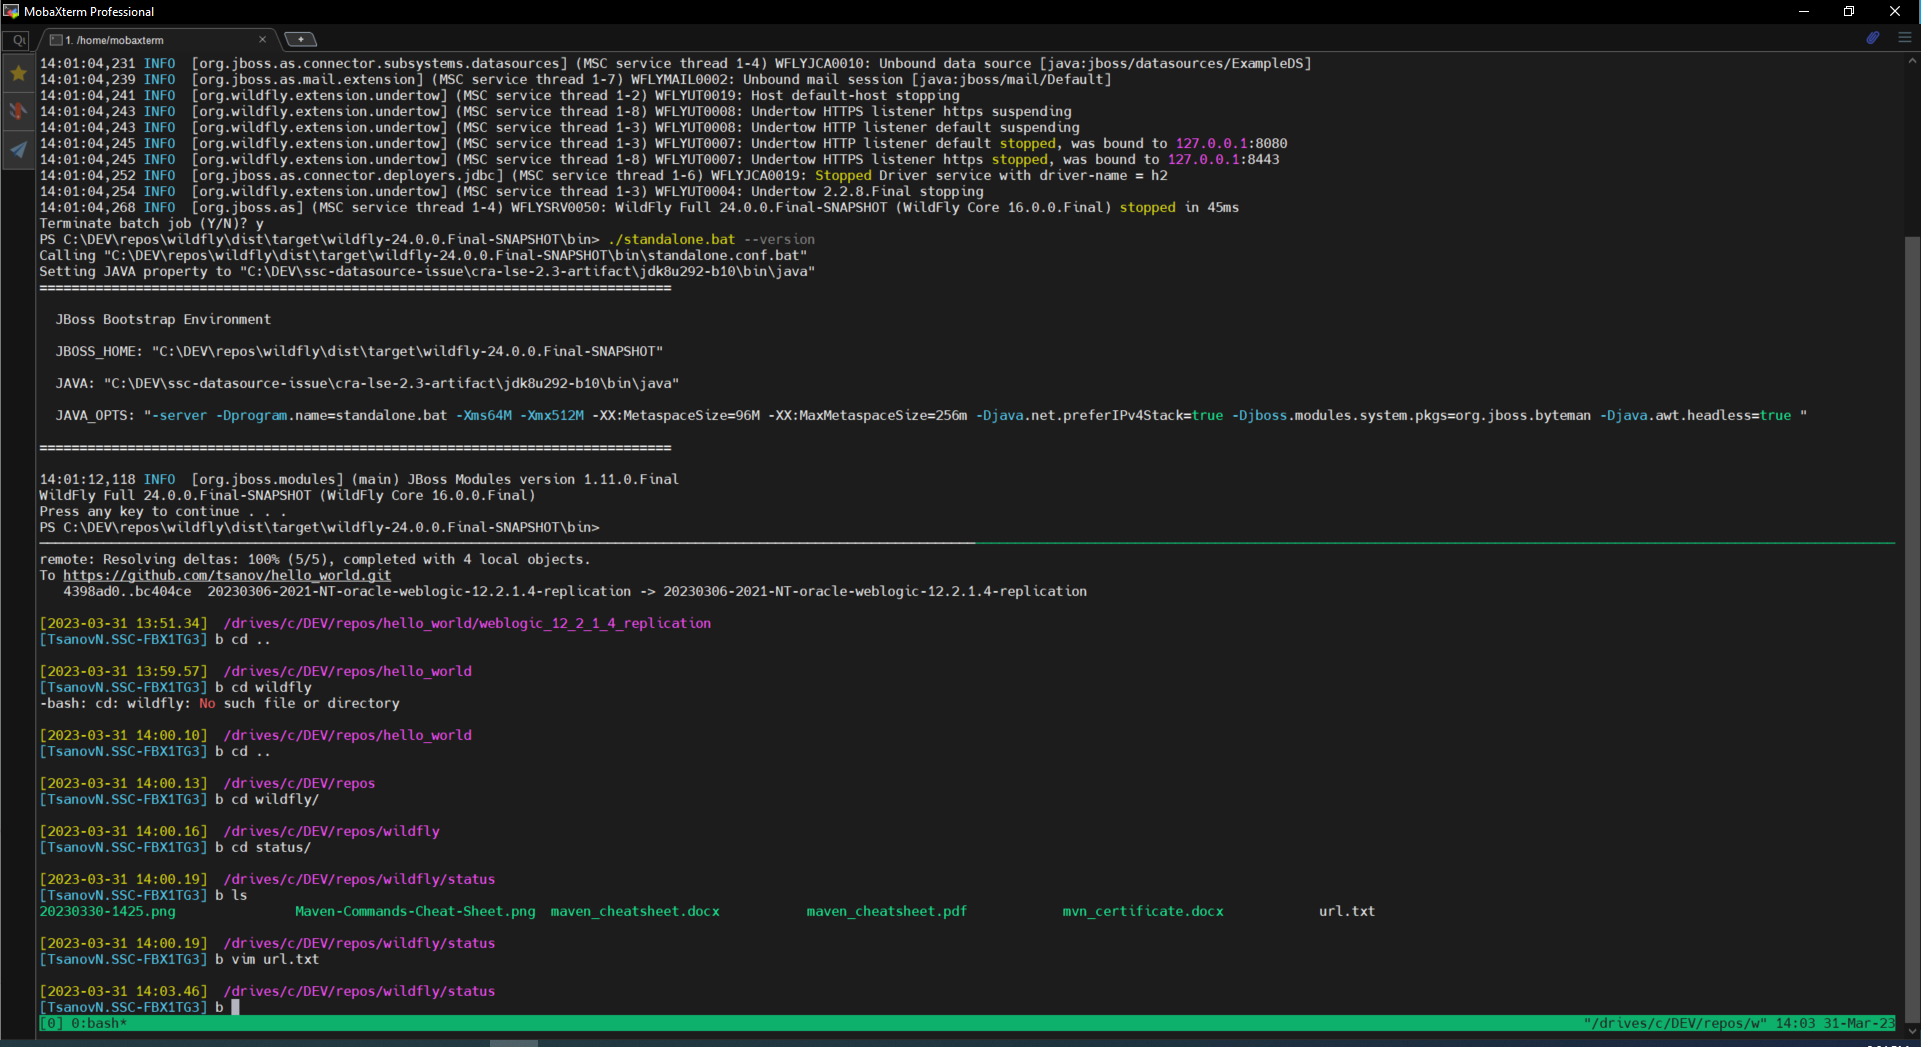 MobaXterm Professional
1. /home/mobaxterm
14:01:04,231 INFO  [org.jboss.as.connector.subsystems.datasources] (MSC service thread 1-4) WFLYJCA0010: Unbound data source [java:jboss/datasources/ExampleDS]
14:01:04,239 INFO  [org.jboss.as.mail.extension] (MSC service thread 1-7) WFLYMAIL0002: Unbound mail session [java:jboss/mail/Default]
14:01:04,241 INFO  [org.wildfly.extension.undertow] (MSC service thread 1-2) WFLYUT0019: Host default-host stopping
14:01:04,243 INFO  [org.wildfly.extension.undertow] (MSC service thread 1-8) WFLYUT0008: Undertow HTTPS listener https suspending
14:01:04,243 INFO  [org.wildfly.extension.undertow] (MSC service thread 1-3) WFLYUT0008: Undertow HTTP listener default suspending
14:01:04,245 INFO  [org.wildfly.extension.undertow] (MSC service thread 1-3) WFLYUT0007: Undertow HTTP listener default stopped, was bound to 127.0.0.1:8080
14:01:04,245 INFO  [org.wildfly.extension.undertow] (MSC service thread 1-8) WFLYUT0007: Undertow HTTPS listener https stopped, was bound to 127.0.0.1:8443
14:01:04,252 INFO  [org.jboss.as.connector.deployers.jdbc] (MSC service thread 1-6) WFLYJCA0019: Stopped Driver service with driver-name = h2
14:01:04,254 INFO  [org.wildfly.extension.undertow] (MSC service thread 1-3) WFLYUT0004: Undertow 2.2.8.Final stopping
14:01:04,268 INFO  [org.jboss.as] (MSC service thread 1-4) WFLYSRV0050: WildFly Full 24.0.0.Final-SNAPSHOT (WildFly Core 16.0.0.Final) stopped in 45ms
Terminate batch job (Y/N)? y
PS C:\DEV\repos\wildfly\dist\target\wildfly-24.0.0.Final-SNAPSHOT\bin> ./standalone.bat --version
Calling "C:\DEV\repos\wildfly\dist\target\wildfly-24.0.0.Final-SNAPSHOT\bin\standalone.conf.bat"
Setting JAVA property to "C:\DEV\ssc-datasource-issue\cra-lse-2.3-artifact\jdk8u292-b10\bin\java"
===============================================================================
JBoss Bootstrap Environment
JBOSS_HOME: "C:\DEV\repos\wildfly\dist\target\wildfly-24.0.0.Final-SNAPSHOT"
JAVA: "C:\DEV\ssc-datasource-issue\cra-lse-2.3-artifact\jdk8u292-b10\bin\java"
JAVA_OPTS: "-server -Dprogram.name=standalone.bat -Xms64M -Xmx512M -XX:MetaspaceSize=96M -XX:MaxMetaspaceSize=256m -Djava.net.preferIPv4Stack=true -Djboss.modules.system.pkgs=org.jboss.byteman -Djava.awt.headless=true "
===============================================================================
14:01:12,118 INFO  [org.jboss.modules] (main) JBoss Modules version 1.11.0.Final
WildFly Full 24.0.0.Final-SNAPSHOT (WildFly Core 16.0.0.Final)
Press any key to continue . . .
PS C:\DEV\repos\wildfly\dist\target\wildfly-24.0.0.Final-SNAPSHOT\bin>
remote: Resolving deltas: 100% (5/5), completed with 4 local objects.
To https://github.com/tsanov/hello_world.git
4398ad0..bc404ce  20230306-2021-NT-oracle-weblogic-12.2.1.4-replication -> 20230306-2021-NT-oracle-weblogic-12.2.1.4-replication
[2023-03-31 13:51.34]  /drives/c/DEV/repos/hello_world/weblogic_12_2_1_4_replication
[TsanovN.SSC-FBX1TG3] b cd ..
[2023-03-31 13:59.57]  /drives/c/DEV/repos/hello_world
[TsanovN.SSC-FBX1TG3] b cd wildfly
-bash: cd: wildfly: No such file or directory
[2023-03-31 14:00.10]  /drives/c/DEV/repos/hello_world
[TsanovN.SSC-FBX1TG3] b cd ..
[2023-03-31 14:00.13]  /drives/c/DEV/repos
[TsanovN.SSC-FBX1TG3] b cd wildfly/
[2023-03-31 14:00.16]  /drives/c/DEV/repos/wildfly
[TsanovN.SSC-FBX1TG3] b cd status/
[2023-03-31 14:00.19]  /drives/c/DEV/repos/wildfly/status
[TsanovN.SSC-FBX1TG3] b ls
20230330-1425.png  Maven-Commands-Cheat-Sheet.png  maven_cheatsheet.docx  maven_cheatsheet.pdf  mvn_certificate.docx  url.txt
[2023-03-31 14:00.19]  /drives/c/DEV/repos/wildfly/status
[TsanovN.SSC-FBX1TG3] b vim url.txt
[2023-03-31 14:03.46]  /drives/c/DEV/repos/wildfly/status
[TsanovN.SSC-FBX1TG3] b
[0] 0:bash*  "/drives/c/DEV/repos/w" 14:03 31-Mar-23